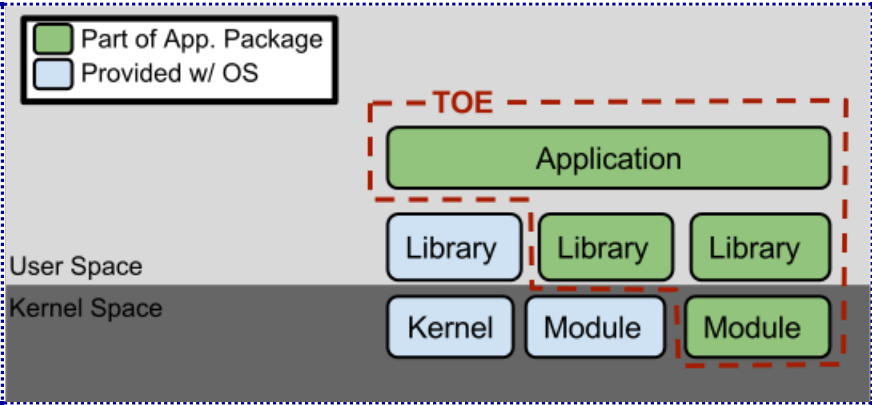 Part of App. Package
Provided w/ OS
TOE
Application
Library Library Library
User Space
Kernel Space
Kernel Module Module